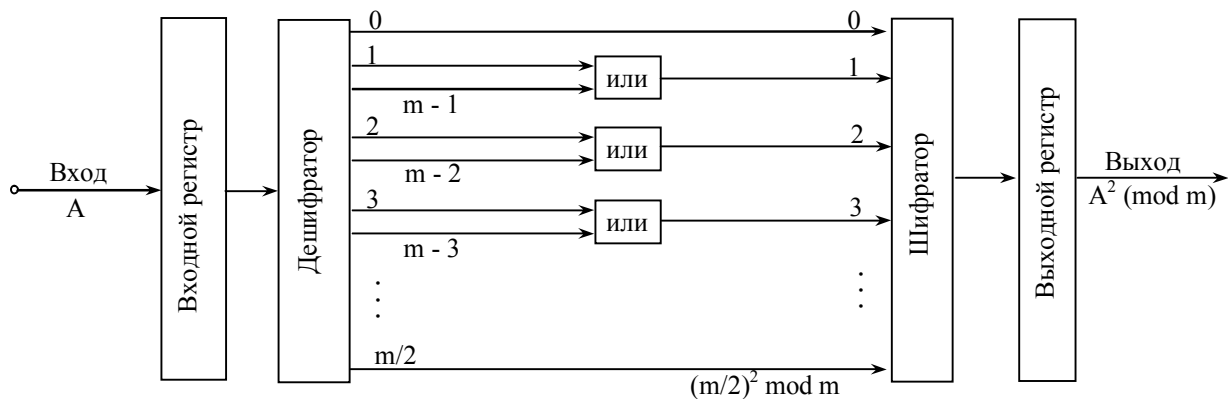 Вход
A
Входной регистр
Дешифратор
0
0
1
m - 1
или
1
2
m - 2
или
2
3
m - 3
или
3
m/2
(m/2)² mod m
Шифратор
Выходной регистр
Выход
A² (mod m)